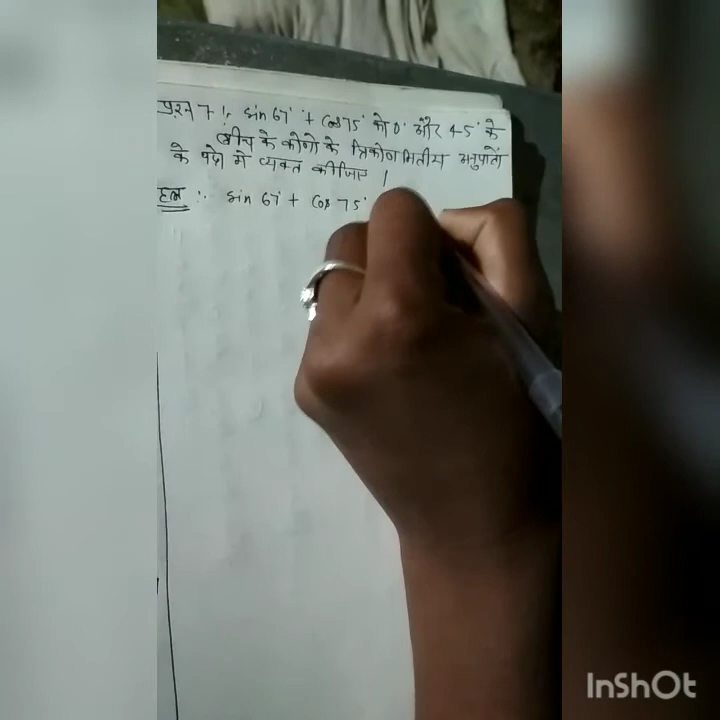 प्रश्न 7 :- sin 67° + cos 75° को 0° और 45° के
बीच के कोणो के त्रिकोणमितीय अनुपातों
के पदो में व्यक्त कीजिए ।
हल :- sin 67° + cos 75°
InShOt